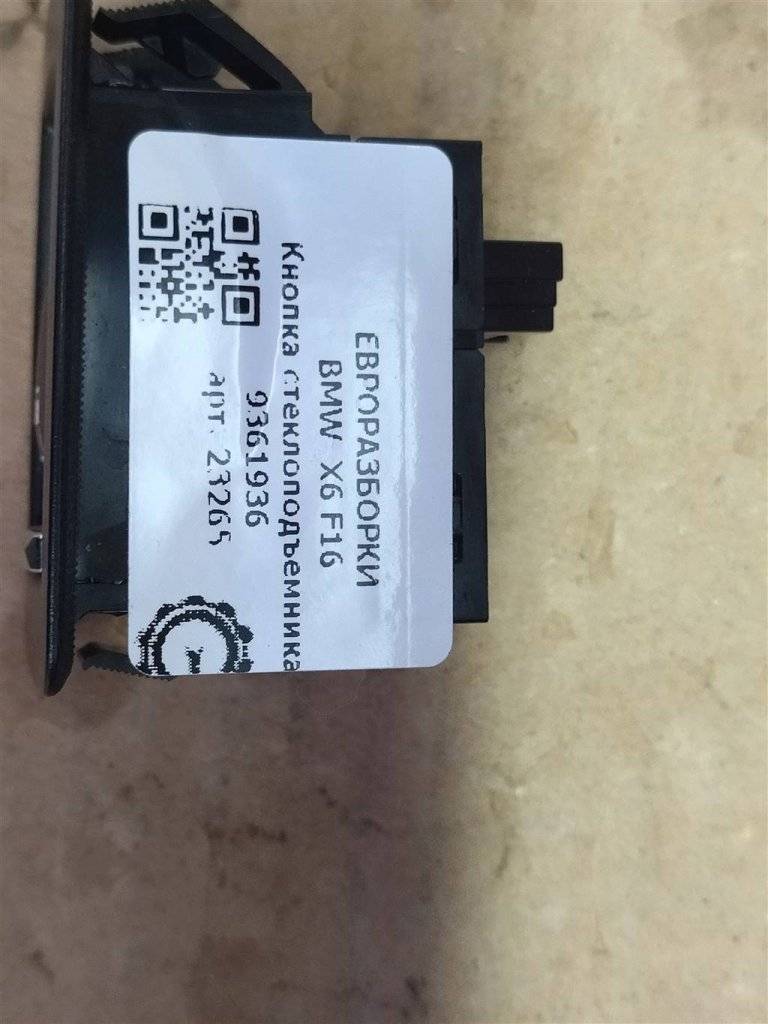 ЕВРОРАЗБОРКИ
BMW X6 F16
Кнопка стеклоподъемника
9361936
арт. 23265